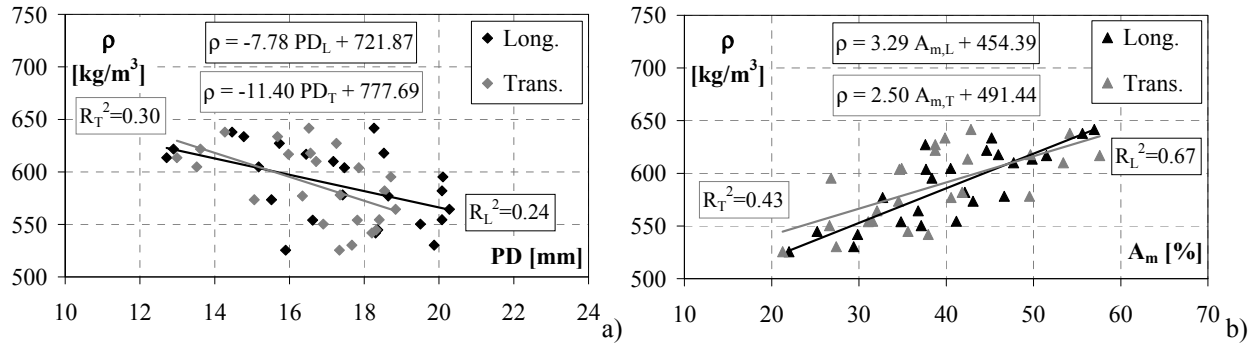 750
700
650
600
550
500
ρ
[kg/m³]
ρ = -7.78 PD_L + 721.87
ρ = -11.40 PD_T + 777.69
Long.
Trans.
R_T²=0.30
R_L²=0.24
PD [mm]
10 12 14 16 18 20 22 24
a)
750
700
650
600
550
500
ρ
[kg/m³]
ρ = 3.29 A_m,L + 454.39
ρ = 2.50 A_m,T + 491.44
Long.
Trans.
R_L²=0.67
R_T²=0.43
A_m [%]
10 20 30 40 50 60 70
b)